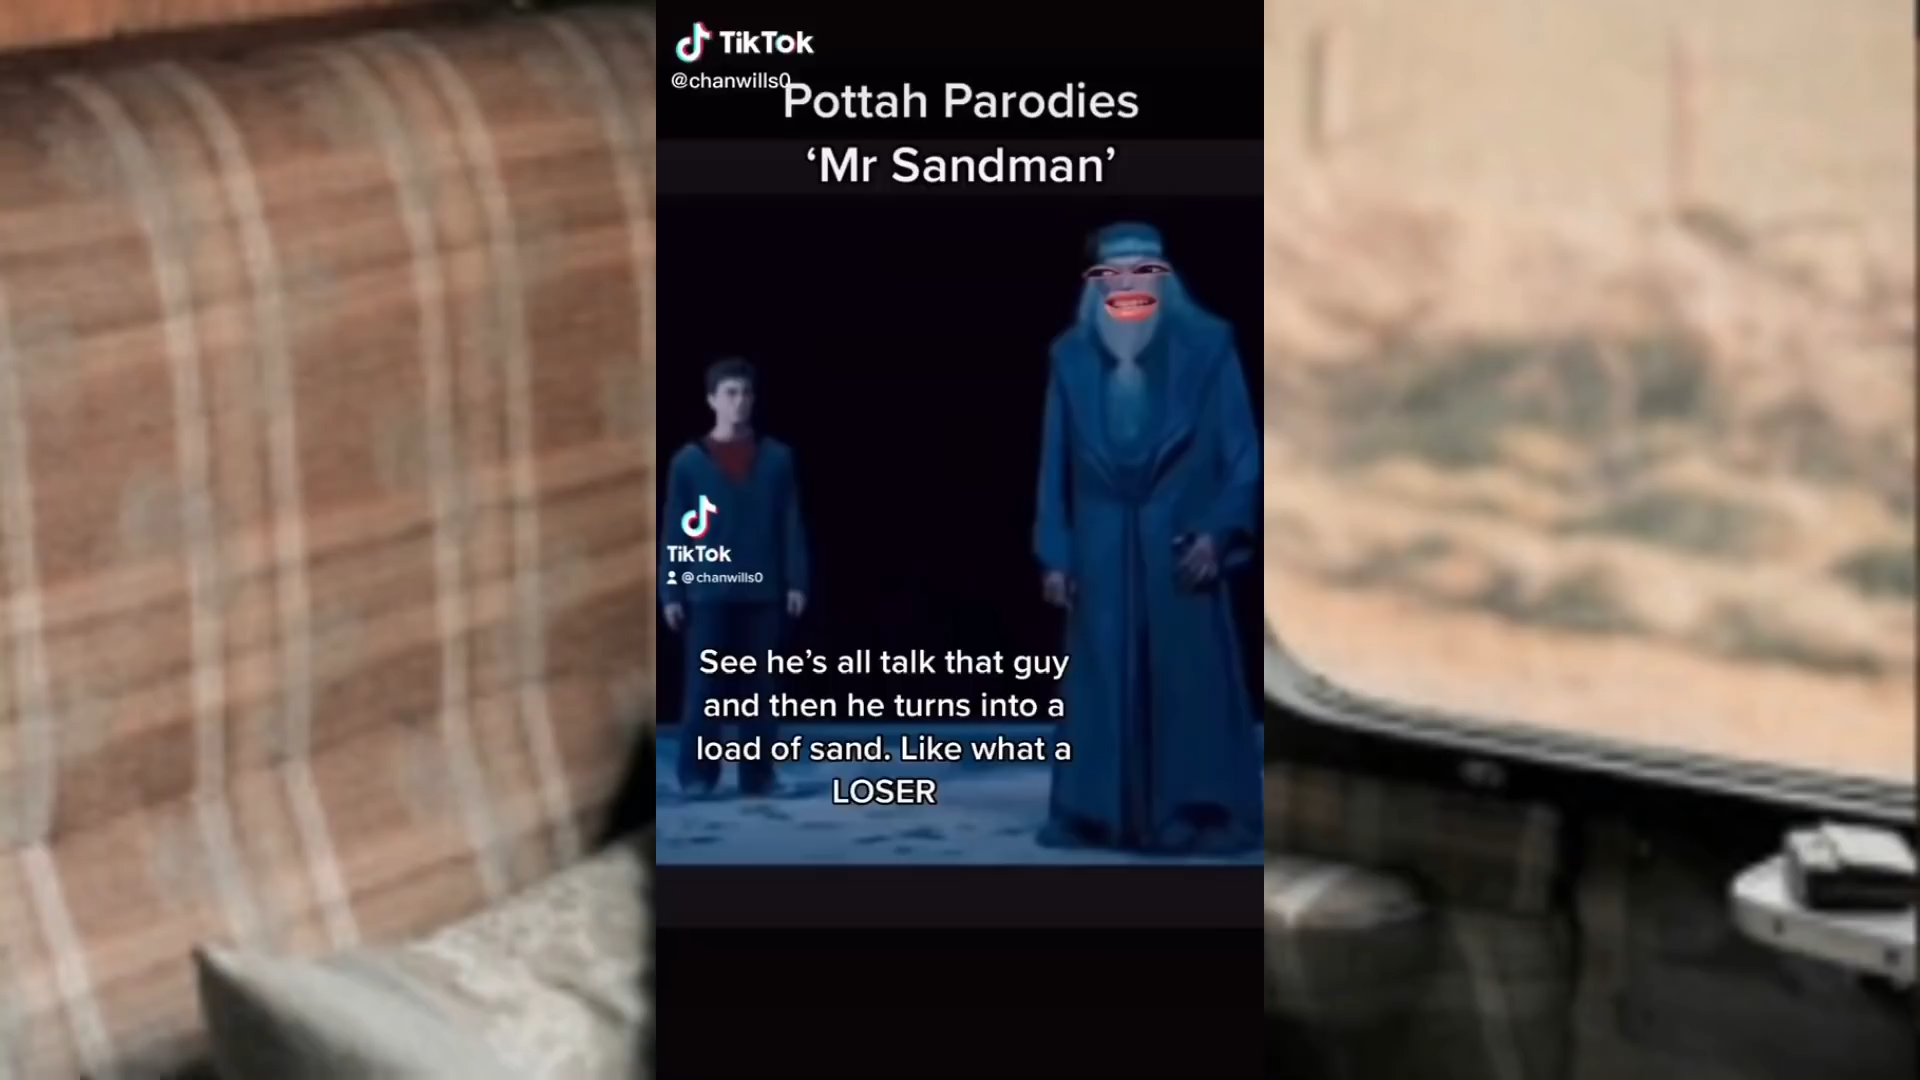 TikTok
@chanwills0
Pottah Parodies
‘Mr Sandman’
TikTok
@chanwills0
See he’s all talk that guy
and then he turns into a
load of sand. Like what a
LOSER